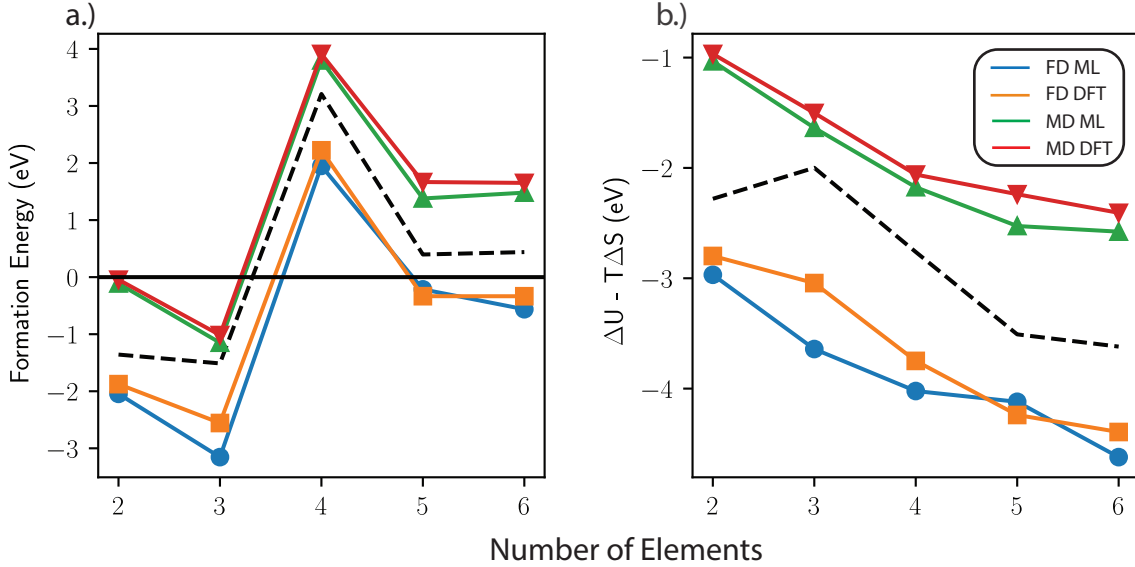 a.)
b.)
Formation Energy (eV)
4
3
2
1
0
−1
−2
−3
2 3 4 5 6
ΔU - TΔS (eV)
−1
−2
−3
−4
2 3 4 5 6
FD ML
FD DFT
MD ML
MD DFT
Number of Elements